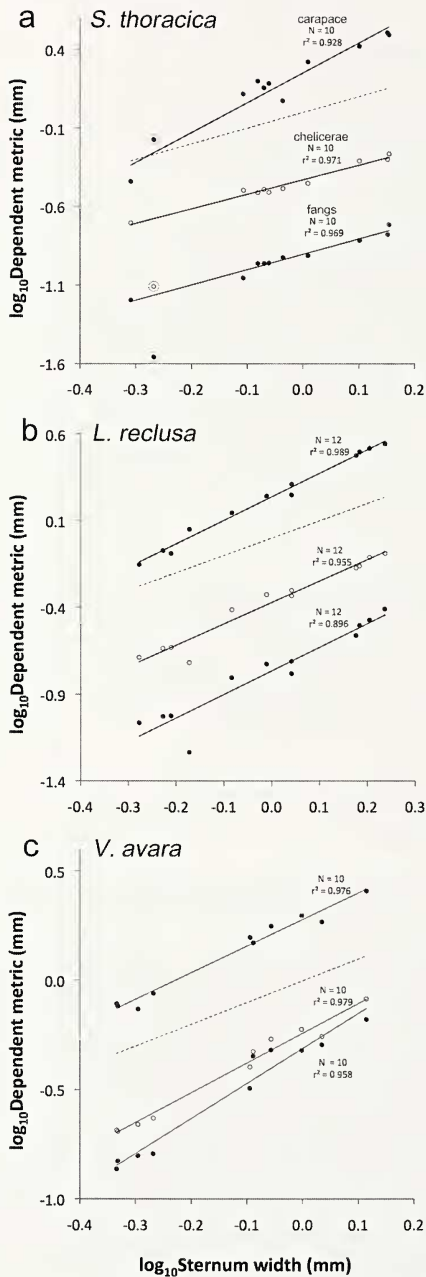 a S. thoracica
log₁₀Dependent metric (mm)
0.4
-0.1
-0.6
-1.1
-1.6
carapace
N = 10
r² = 0.928
chelicerae
N = 10
r² = 0.971
fangs
N = 10
r² = 0.969
-0.4 -0.3 -0.2 -0.1 0.0 0.1 0.2
b L. reclusa
log₁₀Dependent metric (mm)
0.6
0.1
-0.4
-0.9
-1.4
N = 12
r² = 0.989
N = 12
r² = 0.955
N = 12
r² = 0.896
-0.4 -0.3 -0.2 -0.1 0.0 0.1 0.2 0.3
c V. avara
log₁₀Dependent metric (mm)
0.5
0.0
-0.5
-1.0
N = 10
r² = 0.976
N = 10
r² = 0.979
N = 10
r² = 0.958
-0.4 -0.3 -0.2 -0.1 0.0 0.1 0.2
log₁₀Sternum width (mm)